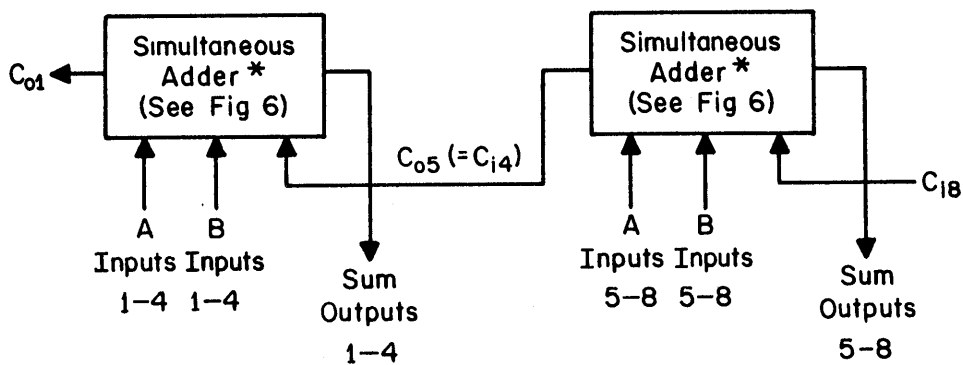 Simultaneous
Adder *
(See Fig 6)
C₀₁
A
Inputs
1-4
B
Inputs
1-4
Sum
Outputs
1-4
C₀₅ (=Cᵢ₄)
Simultaneous
Adder *
(See Fig 6)
A
Inputs
5-8
B
Inputs
5-8
Cᵢ₈
Sum
Outputs
5-8